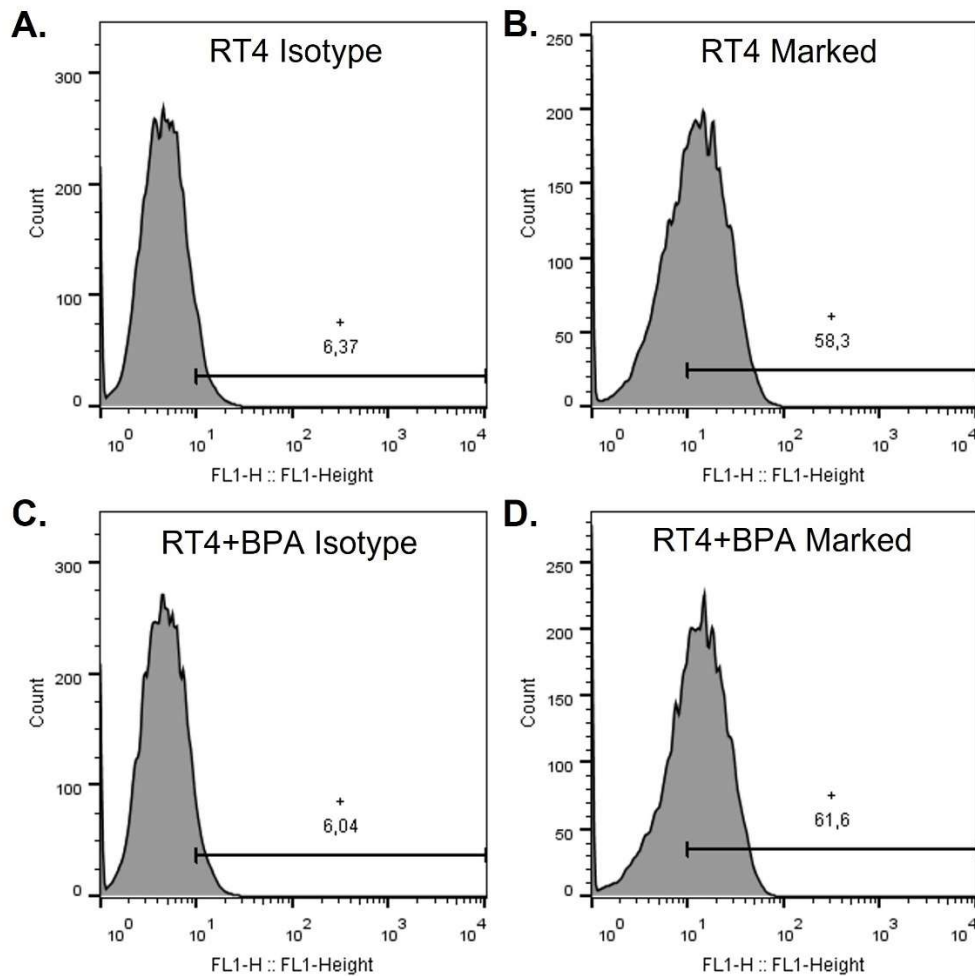 A.
RT4 Isotype
300
200
100
0
Count
+
6,37
10^0 10^1 10^2 10^3 10^4
FL1-H :: FL1-Height
B.
RT4 Marked
250
200
150
100
50
0
Count
+
58,3
10^0 10^1 10^2 10^3 10^4
FL1-H :: FL1-Height
C.
RT4+BPA Isotype
300
200
100
0
Count
+
6,04
10^0 10^1 10^2 10^3 10^4
FL1-H :: FL1-Height
D.
RT4+BPA Marked
250
200
150
100
50
0
Count
+
61,6
10^0 10^1 10^2 10^3 10^4
FL1-H :: FL1-Height